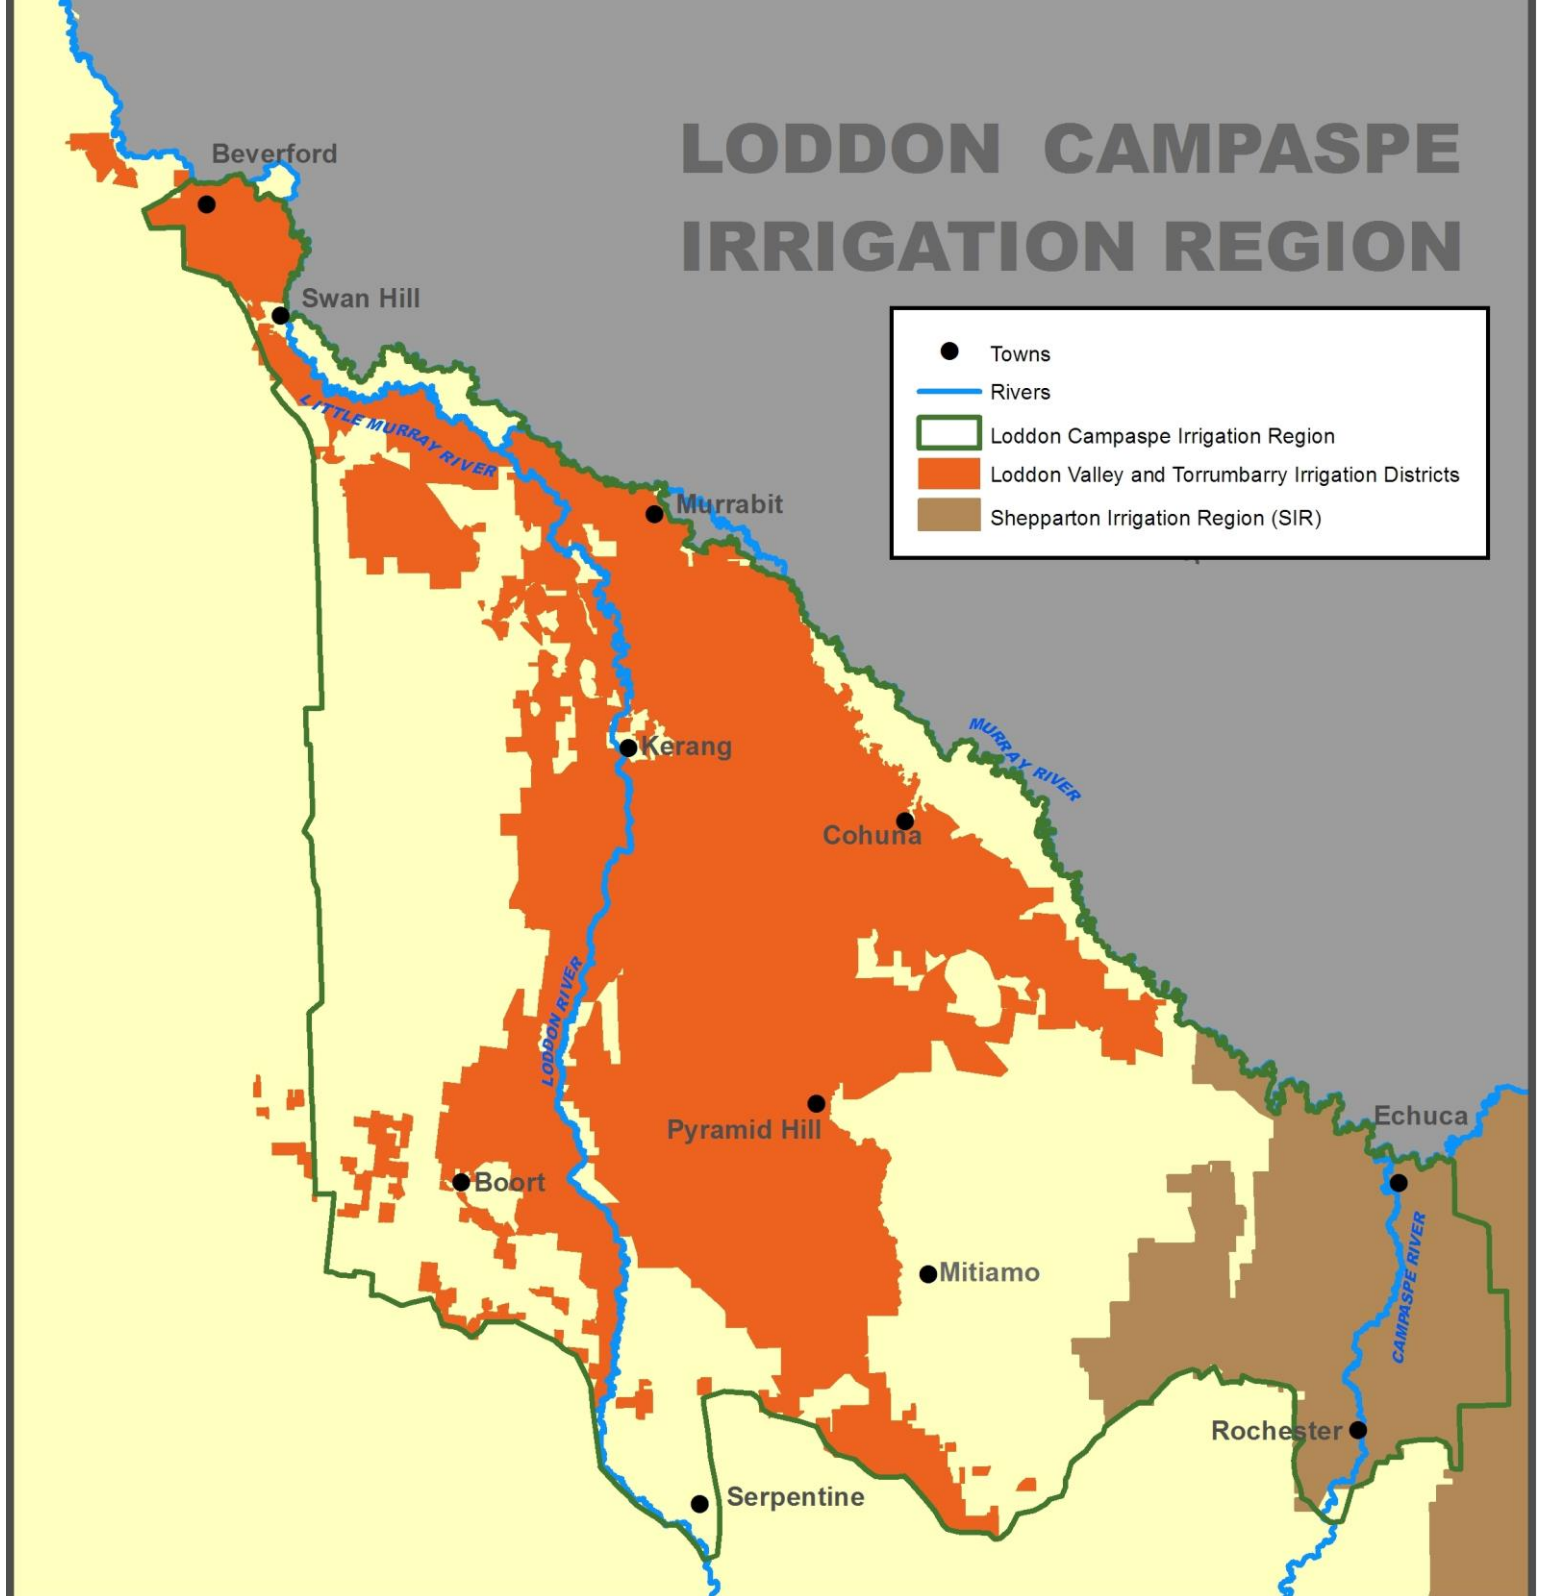 LODDON CAMPASPE
IRRIGATION REGION
Beverford
Swan Hill
Towns
Rivers
Loddon Campaspe Irrigation Region
Loddon Valley and Torrumbarry Irrigation Districts
Shepparton Irrigation Region (SIR)
LITTLE MURRAY RIVER
Murrabit
MURRAY RIVER
Kerang
Cohuna
LODDON RIVER
Pyramid Hill
Echuca
Boort
CAMPASPE RIVER
Mitiamo
Rochester
Serpentine